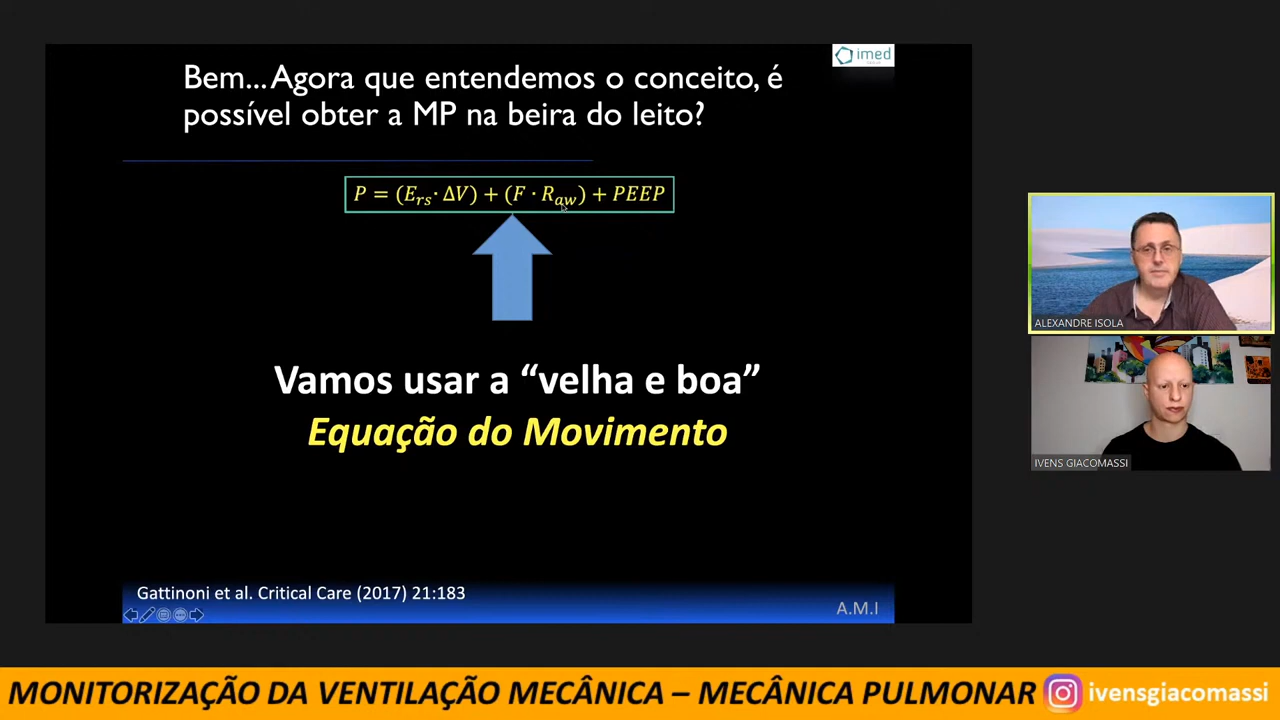 imed
Bem... Agora que entendemos o conceito, é
possível obter a MP na beira do leito?
P = (E_rs · ΔV) + (F · R_aw) + PEEP
Vamos usar a “velha e boa”
Equação do Movimento
Gattinoni et al. Critical Care (2017) 21:183
A.M.I
ALEXANDRE ISOLA
IVENS GIACOMASSI
MONITORIZAÇÃO DA VENTILAÇÃO MECÂNICA – MECÂNICA PULMONAR
ivensgiacomassi